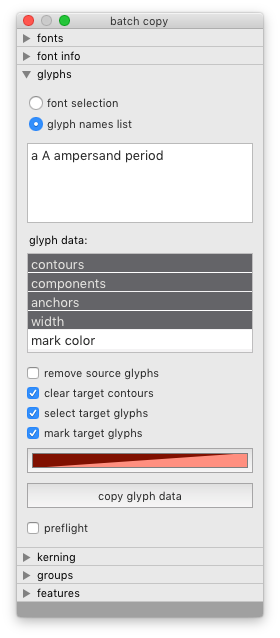 batch copy
fonts
font info
glyphs
font selection
glyph names list
a A ampersand period
glyph data:
contours
components
anchors
width
mark color
remove source glyphs
clear target contours
select target glyphs
mark target glyphs
copy glyph data
preflight
kerning
groups
features